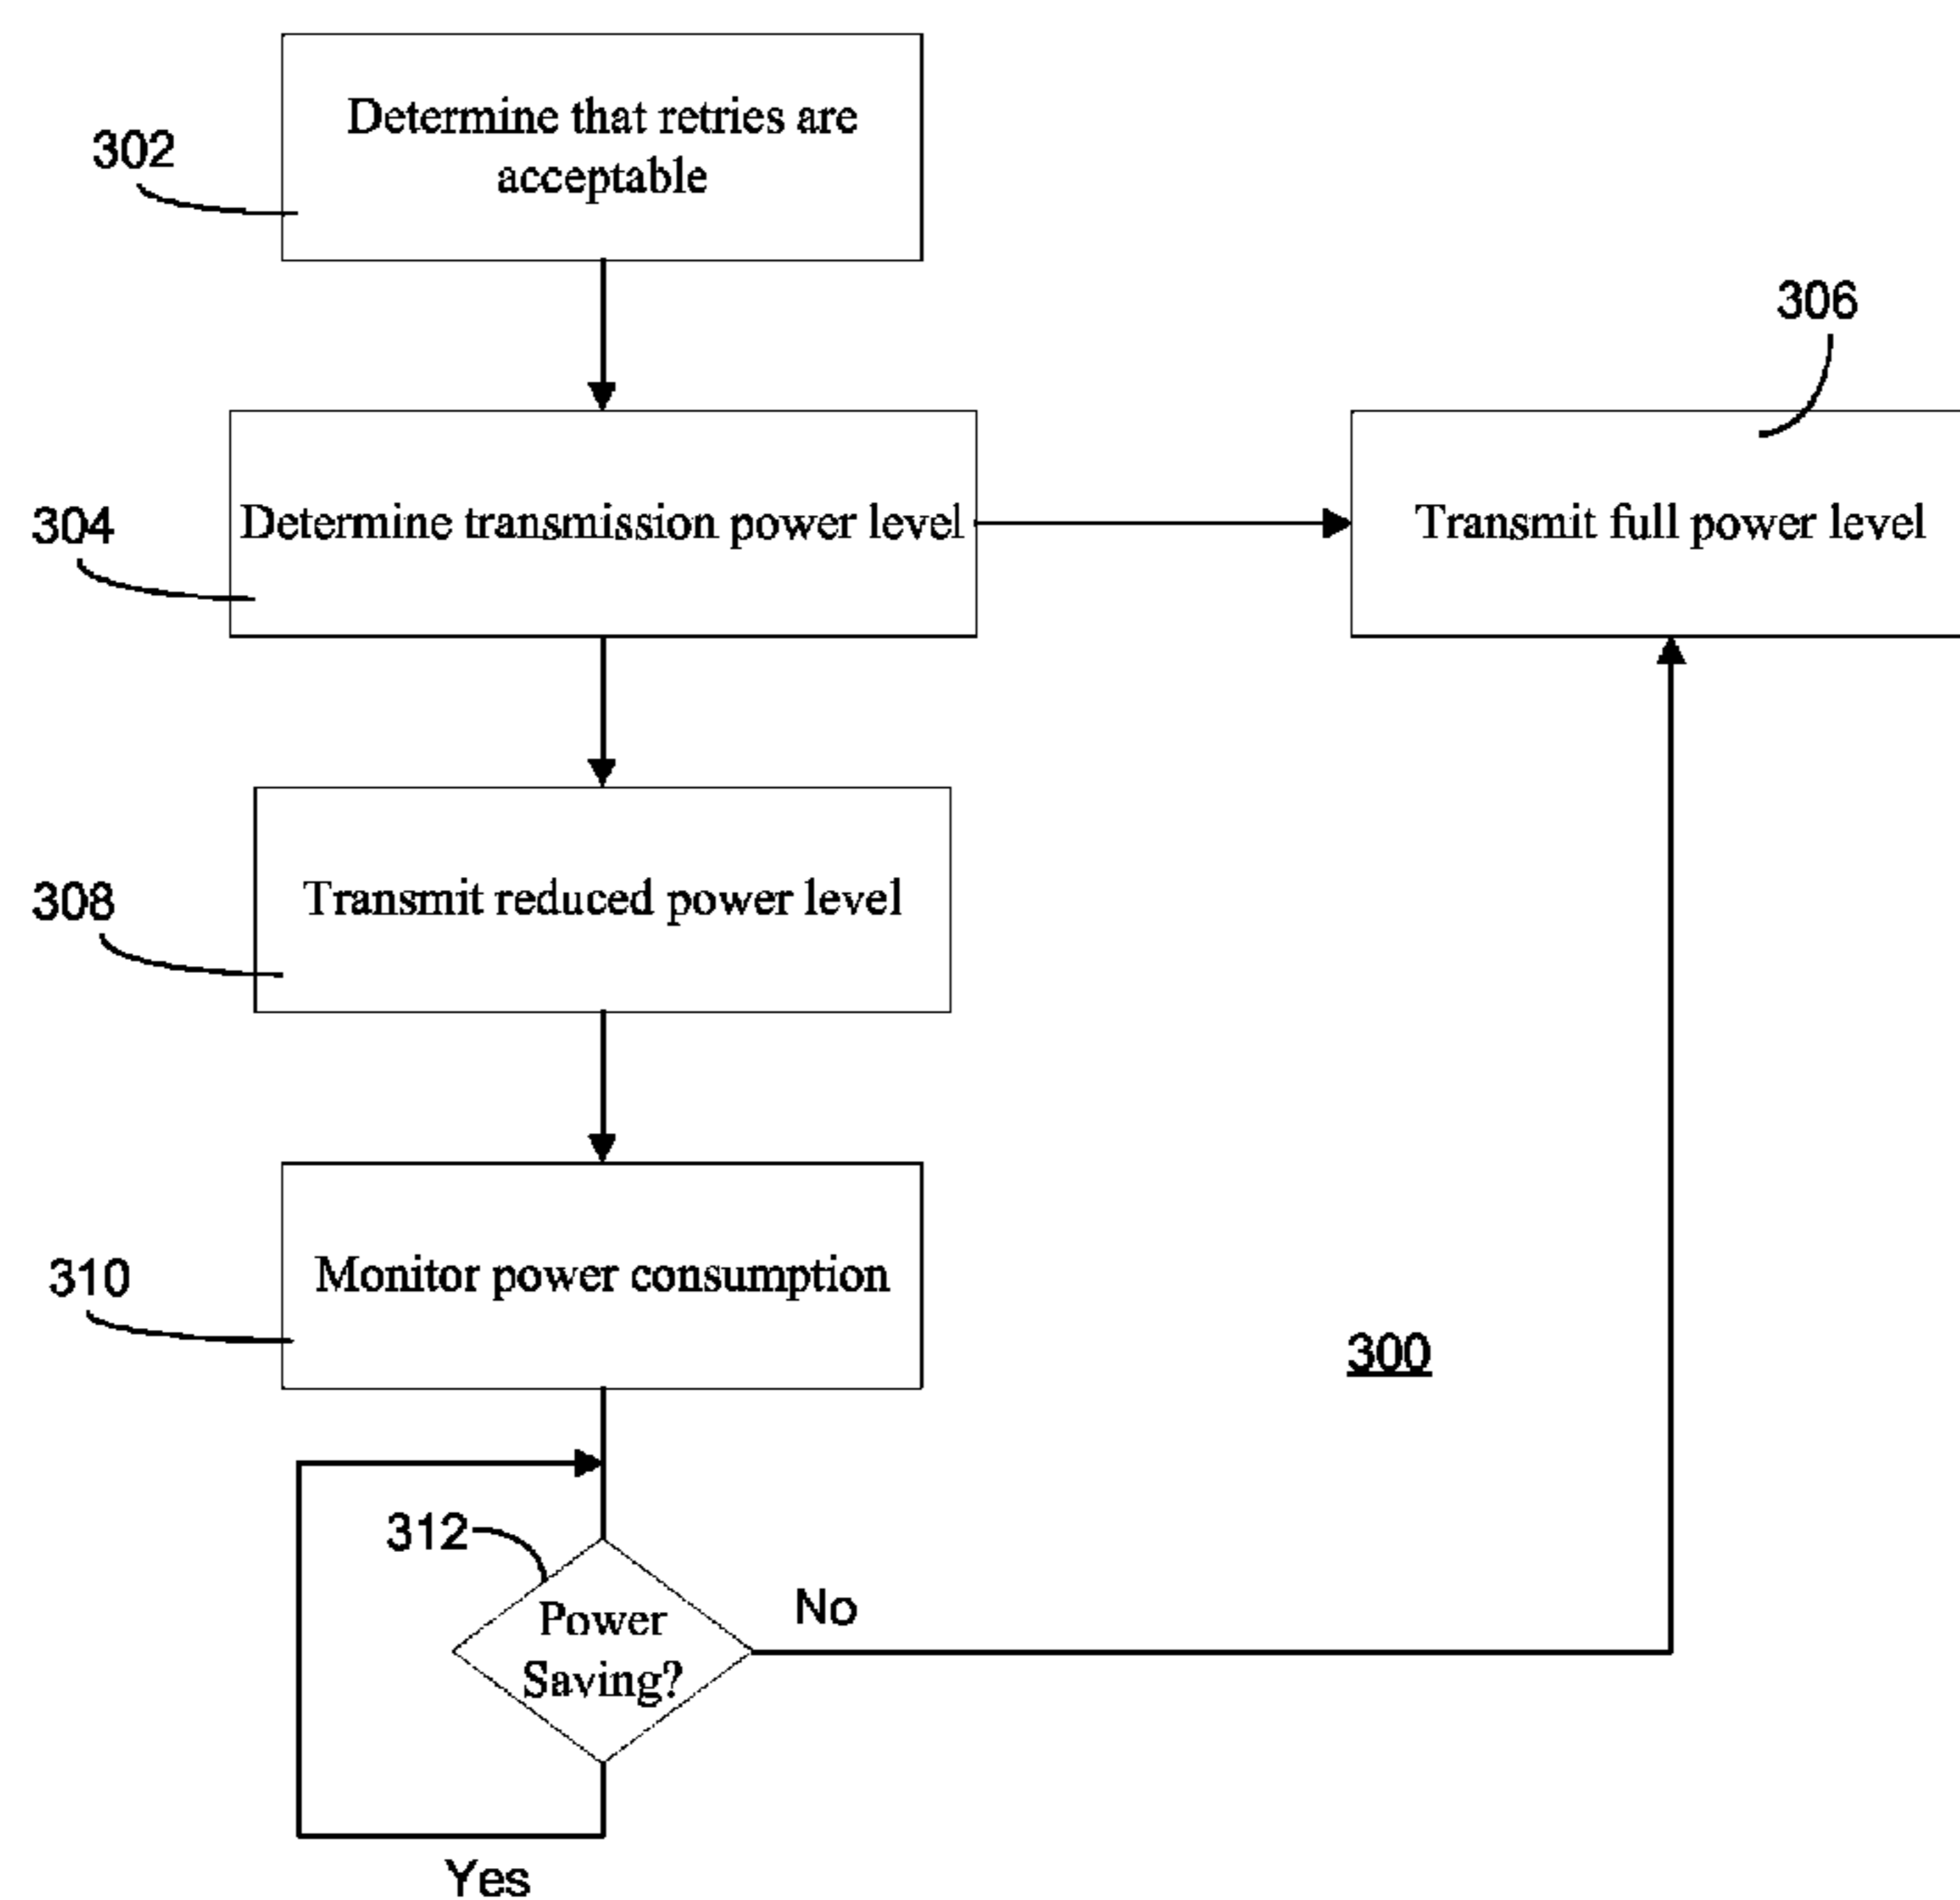 302
Determine that retries are
acceptable
306
304
Determine transmission power level
Transmit full power level
308
Transmit reduced power level
310
Monitor power consumption
300
312
Power
Saving?
No
Yes